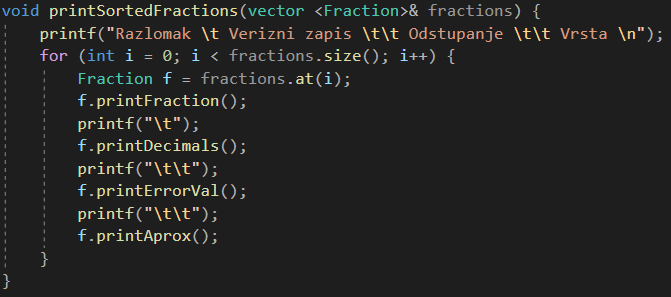 void printSortedFractions(vector <Fraction>& fractions) {
    printf("Razlomak \t Verizni zapis \t\t Odstupanje \t\t Vrsta \n");
    for (int i = 0; i < fractions.size(); i++) {
        Fraction f = fractions.at(i);
        f.printFraction();
        printf("\t");
        f.printDecimals();
        printf("\t\t");
        f.printErrorVal();
        printf("\t\t");
        f.printAprox();
    }
}